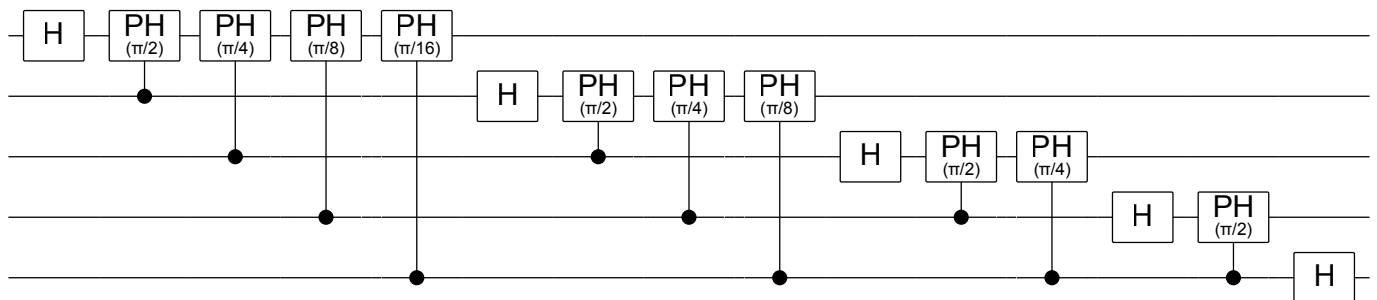 H PH PH PH PH
(π/2) (π/4) (π/8) (π/16)
H PH PH PH
(π/2) (π/4) (π/8)
H PH PH
(π/2) (π/4)
H PH
(π/2)
H